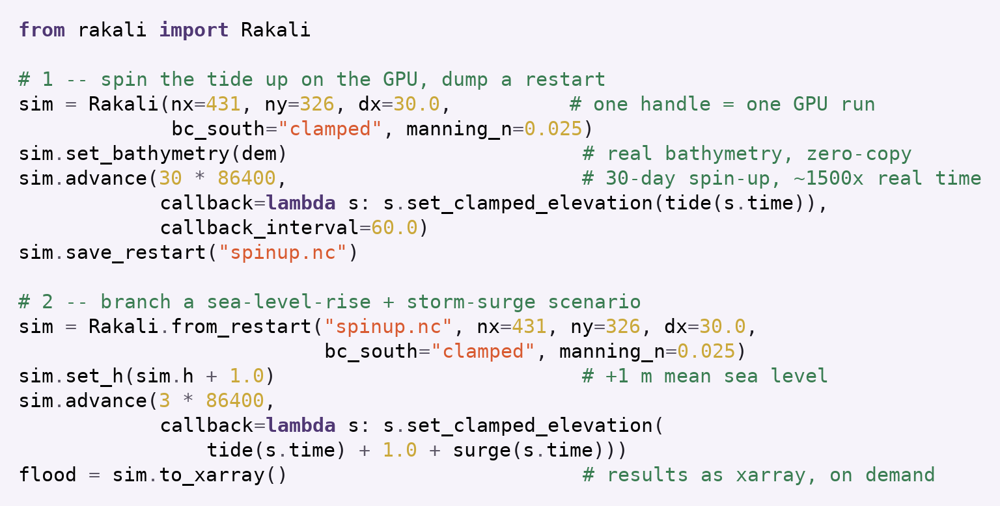 from rakali import Rakali

# 1 -- spin the tide up on the GPU, dump a restart
sim = Rakali(nx=431, ny=326, dx=30.0,          # one handle = one GPU run
             bc_south="clamped", manning_n=0.025)
sim.set_bathymetry(dem)                         # real bathymetry, zero-copy
sim.advance(30 * 86400,                         # 30-day spin-up, ~1500x real time
            callback=lambda s: s.set_clamped_elevation(tide(s.time)),
            callback_interval=60.0)
sim.save_restart("spinup.nc")

# 2 -- branch a sea-level-rise + storm-surge scenario
sim = Rakali.from_restart("spinup.nc", nx=431, ny=326, dx=30.0,
                          bc_south="clamped", manning_n=0.025)
sim.set_h(sim.h + 1.0)                          # +1 m mean sea level
sim.advance(3 * 86400,
            callback=lambda s: s.set_clamped_elevation(
                tide(s.time) + 1.0 + surge(s.time)))
flood = sim.to_xarray()                         # results as xarray, on demand